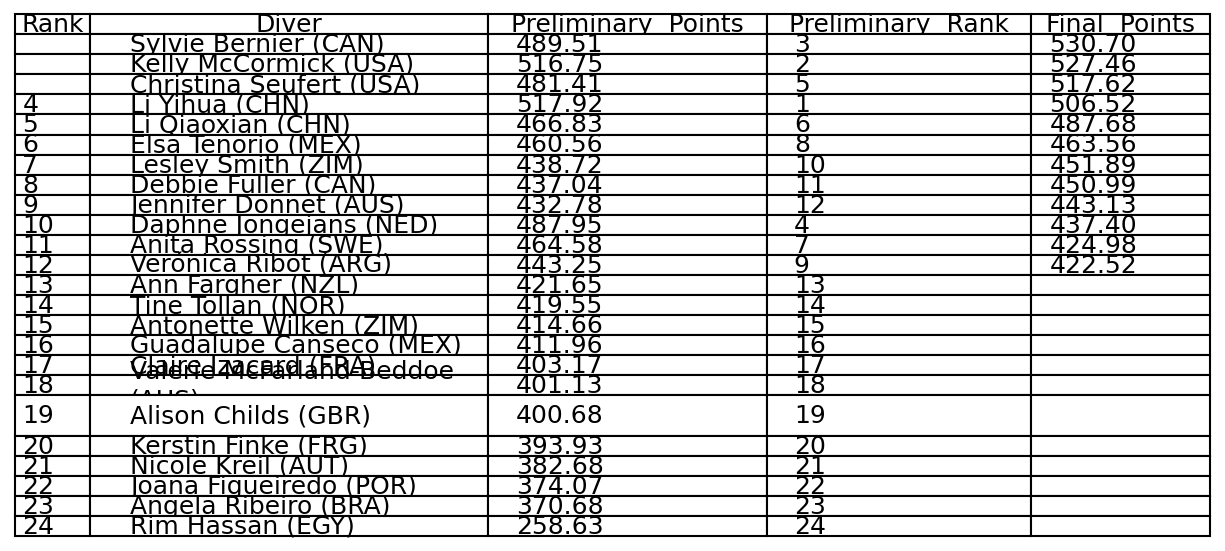 Rank Diver Preliminary Points Preliminary Rank Final Points
Sylvie Bernier (CAN) 489.51 3 530.70
Kelly McCormick (USA) 516.75 2 527.46
Christina Seufert (USA) 481.41 5 517.62
4 Li Yihua (CHN) 517.92 1 506.52
5 Li Qiaoxian (CHN) 466.83 6 487.68
6 Elsa Tenorio (MEX) 460.56 8 463.56
7 Lesley Smith (ZIM) 438.72 10 451.89
8 Debbie Fuller (CAN) 437.04 11 450.99
9 Jennifer Donnet (AUS) 432.78 12 443.13
10 Daphne Jongejans (NED) 487.95 4 437.40
11 Anita Rossing (SWE) 464.58 7 424.98
12 Verónica Ribot (ARG) 443.25 9 422.52
13 Ann Fargher (NZL) 421.65 13
14 Tine Tollan (NOR) 419.55 14
15 Antonette Wilken (ZIM) 414.66 15
16 Guadalupe Canseco (MEX) 411.96 16
17 Claire Izacard (FRA) 403.17 17
18 Valerie McFarland-Beddoe 401.13 18
(AUS)
19 Alison Childs (GBR) 400.68 19
20 Kerstin Finke (FRG) 393.93 20
21 Nicole Kreil (AUT) 382.68 21
22 Joana Figueiredo (POR) 374.07 22
23 Angela Ribeiro (BRA) 370.68 23
24 Rim Hassan (EGY) 258.63 24